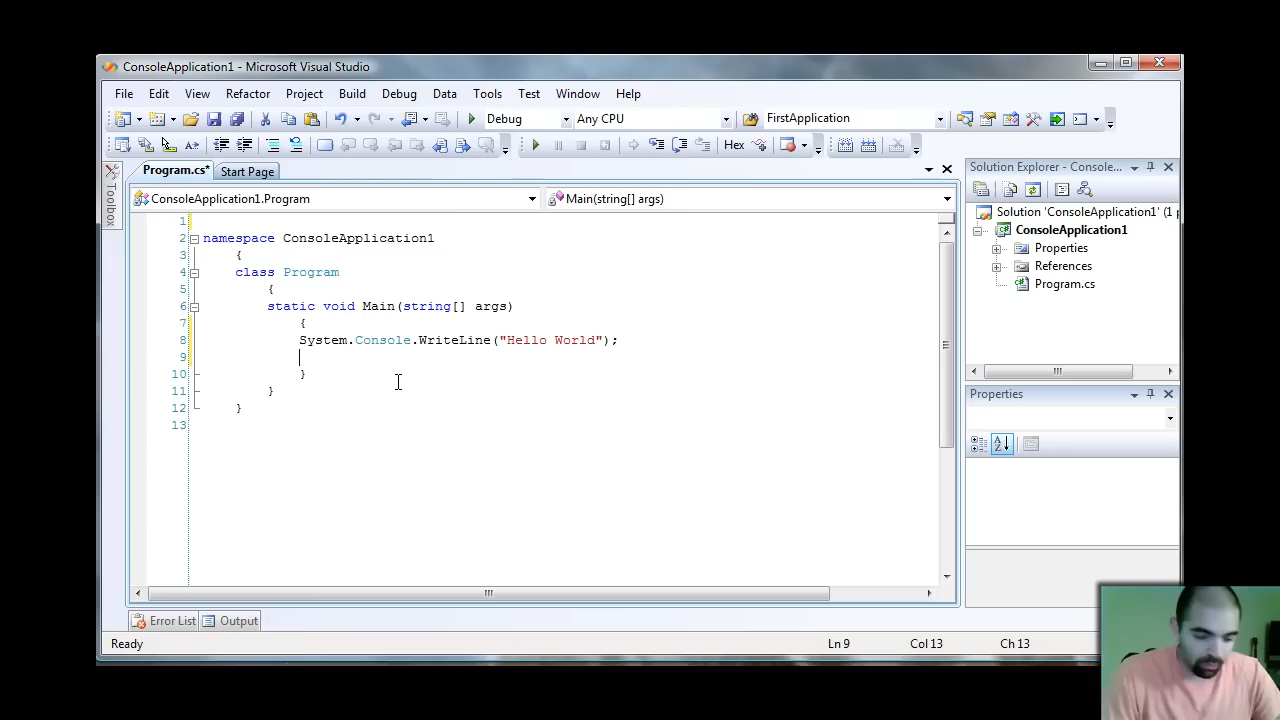 ConsoleApplication1 - Microsoft Visual Studio
File Edit View Refactor Project Build Debug Data Tools Test Window Help
Debug Any CPU FirstApplication
Hex
Program.cs* Start Page
Toolbox
ConsoleApplication1.Program Main(string[] args)
1
2 namespace ConsoleApplication1
3 {
4 class Program
5 {
6 static void Main(string[] args)
7 {
8 System.Console.WriteLine("Hello World");
9
10 }
11 }
12 }
13
Solution Explorer - Console...
Solution 'ConsoleApplication1' (1 p
ConsoleApplication1
Properties
References
Program.cs
Properties
Error List Output
Ready Ln 9 Col 13 Ch 13